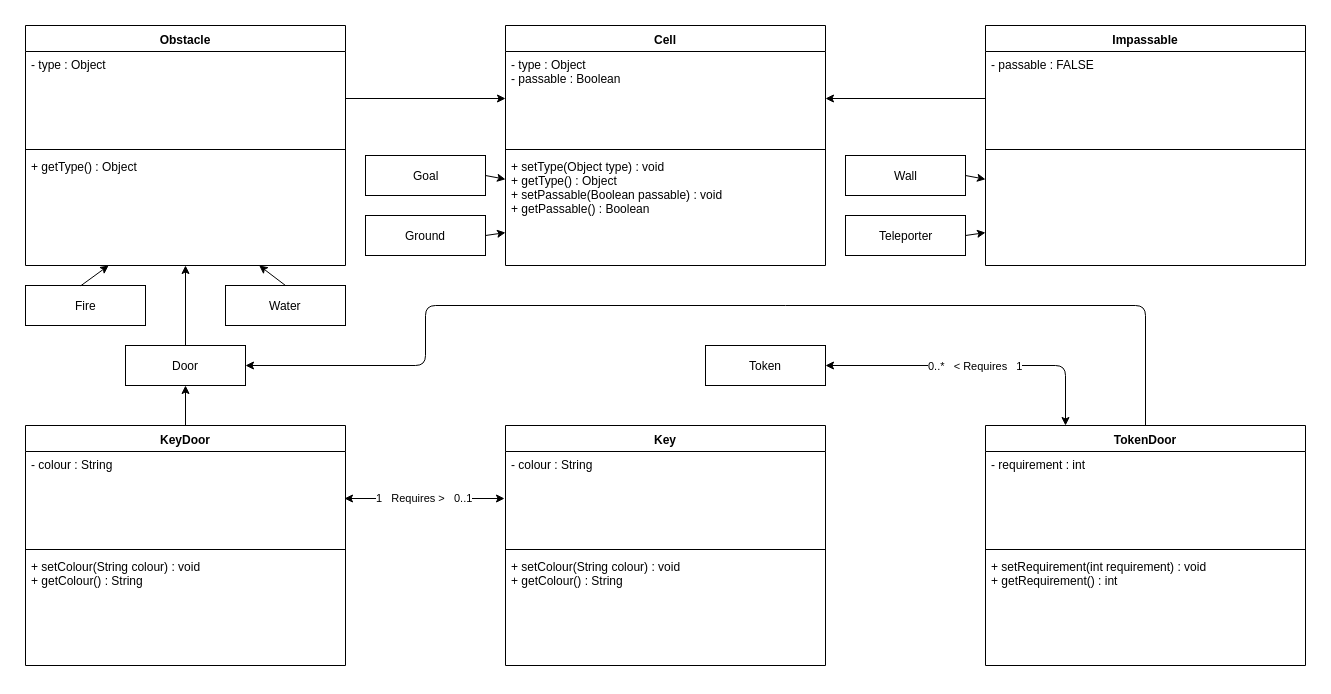 Obstacle
- type : Object
+ getType() : Object
Cell
- type : Object
- passable : Boolean
+ setType(Object type) : void
+ getType() : Object
+ setPassable(Boolean passable) : void
+ getPassable() : Boolean
Impassable
- passable : FALSE
Goal
Ground
Wall
Teleporter
Fire
Water
Door
Token
0..* < Requires 1
KeyDoor
- colour : String
+ setColour(String colour) : void
+ getColour() : String
1 Requires > 0..1
Key
- colour : String
+ setColour(String colour) : void
+ getColour() : String
TokenDoor
- requirement : int
+ setRequirement(int requirement) : void
+ getRequirement() : int